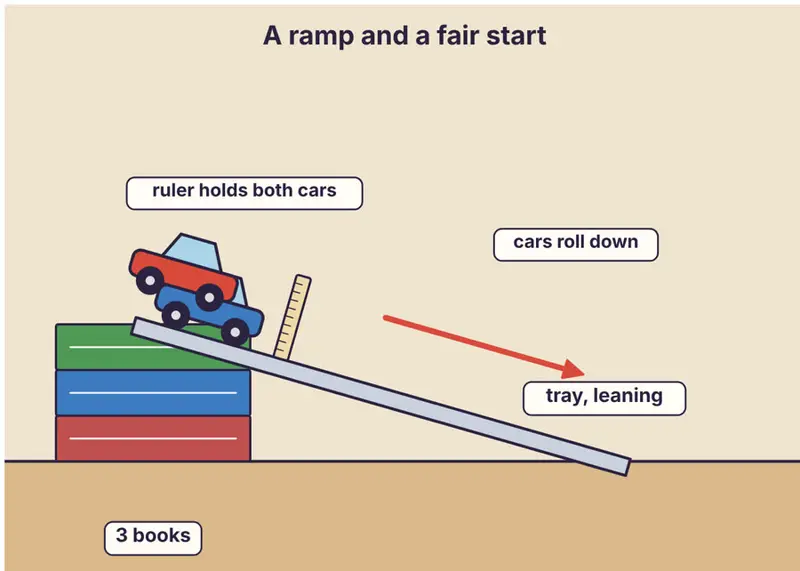 A ramp and a fair start
ruler holds both cars
cars roll down
tray, leaning
3 books